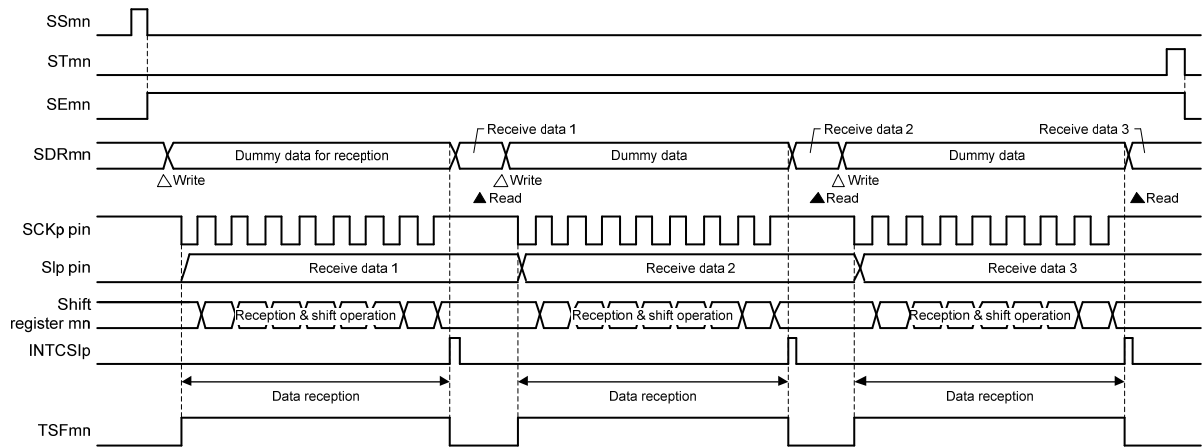 SSmn
STmn
SEmn
Receive data 1
Receive data 2
Receive data 3
SDRmn
Dummy data for reception
Dummy data
Dummy data
Write
Write
Write
Read
Read
Read
SCKp pin
SIp pin
Receive data 1
Receive data 2
Receive data 3
Shift
register mn
Reception & shift operation
Reception & shift operation
Reception & shift operation
INTCSIp
Data reception
Data reception
Data reception
TSFmn